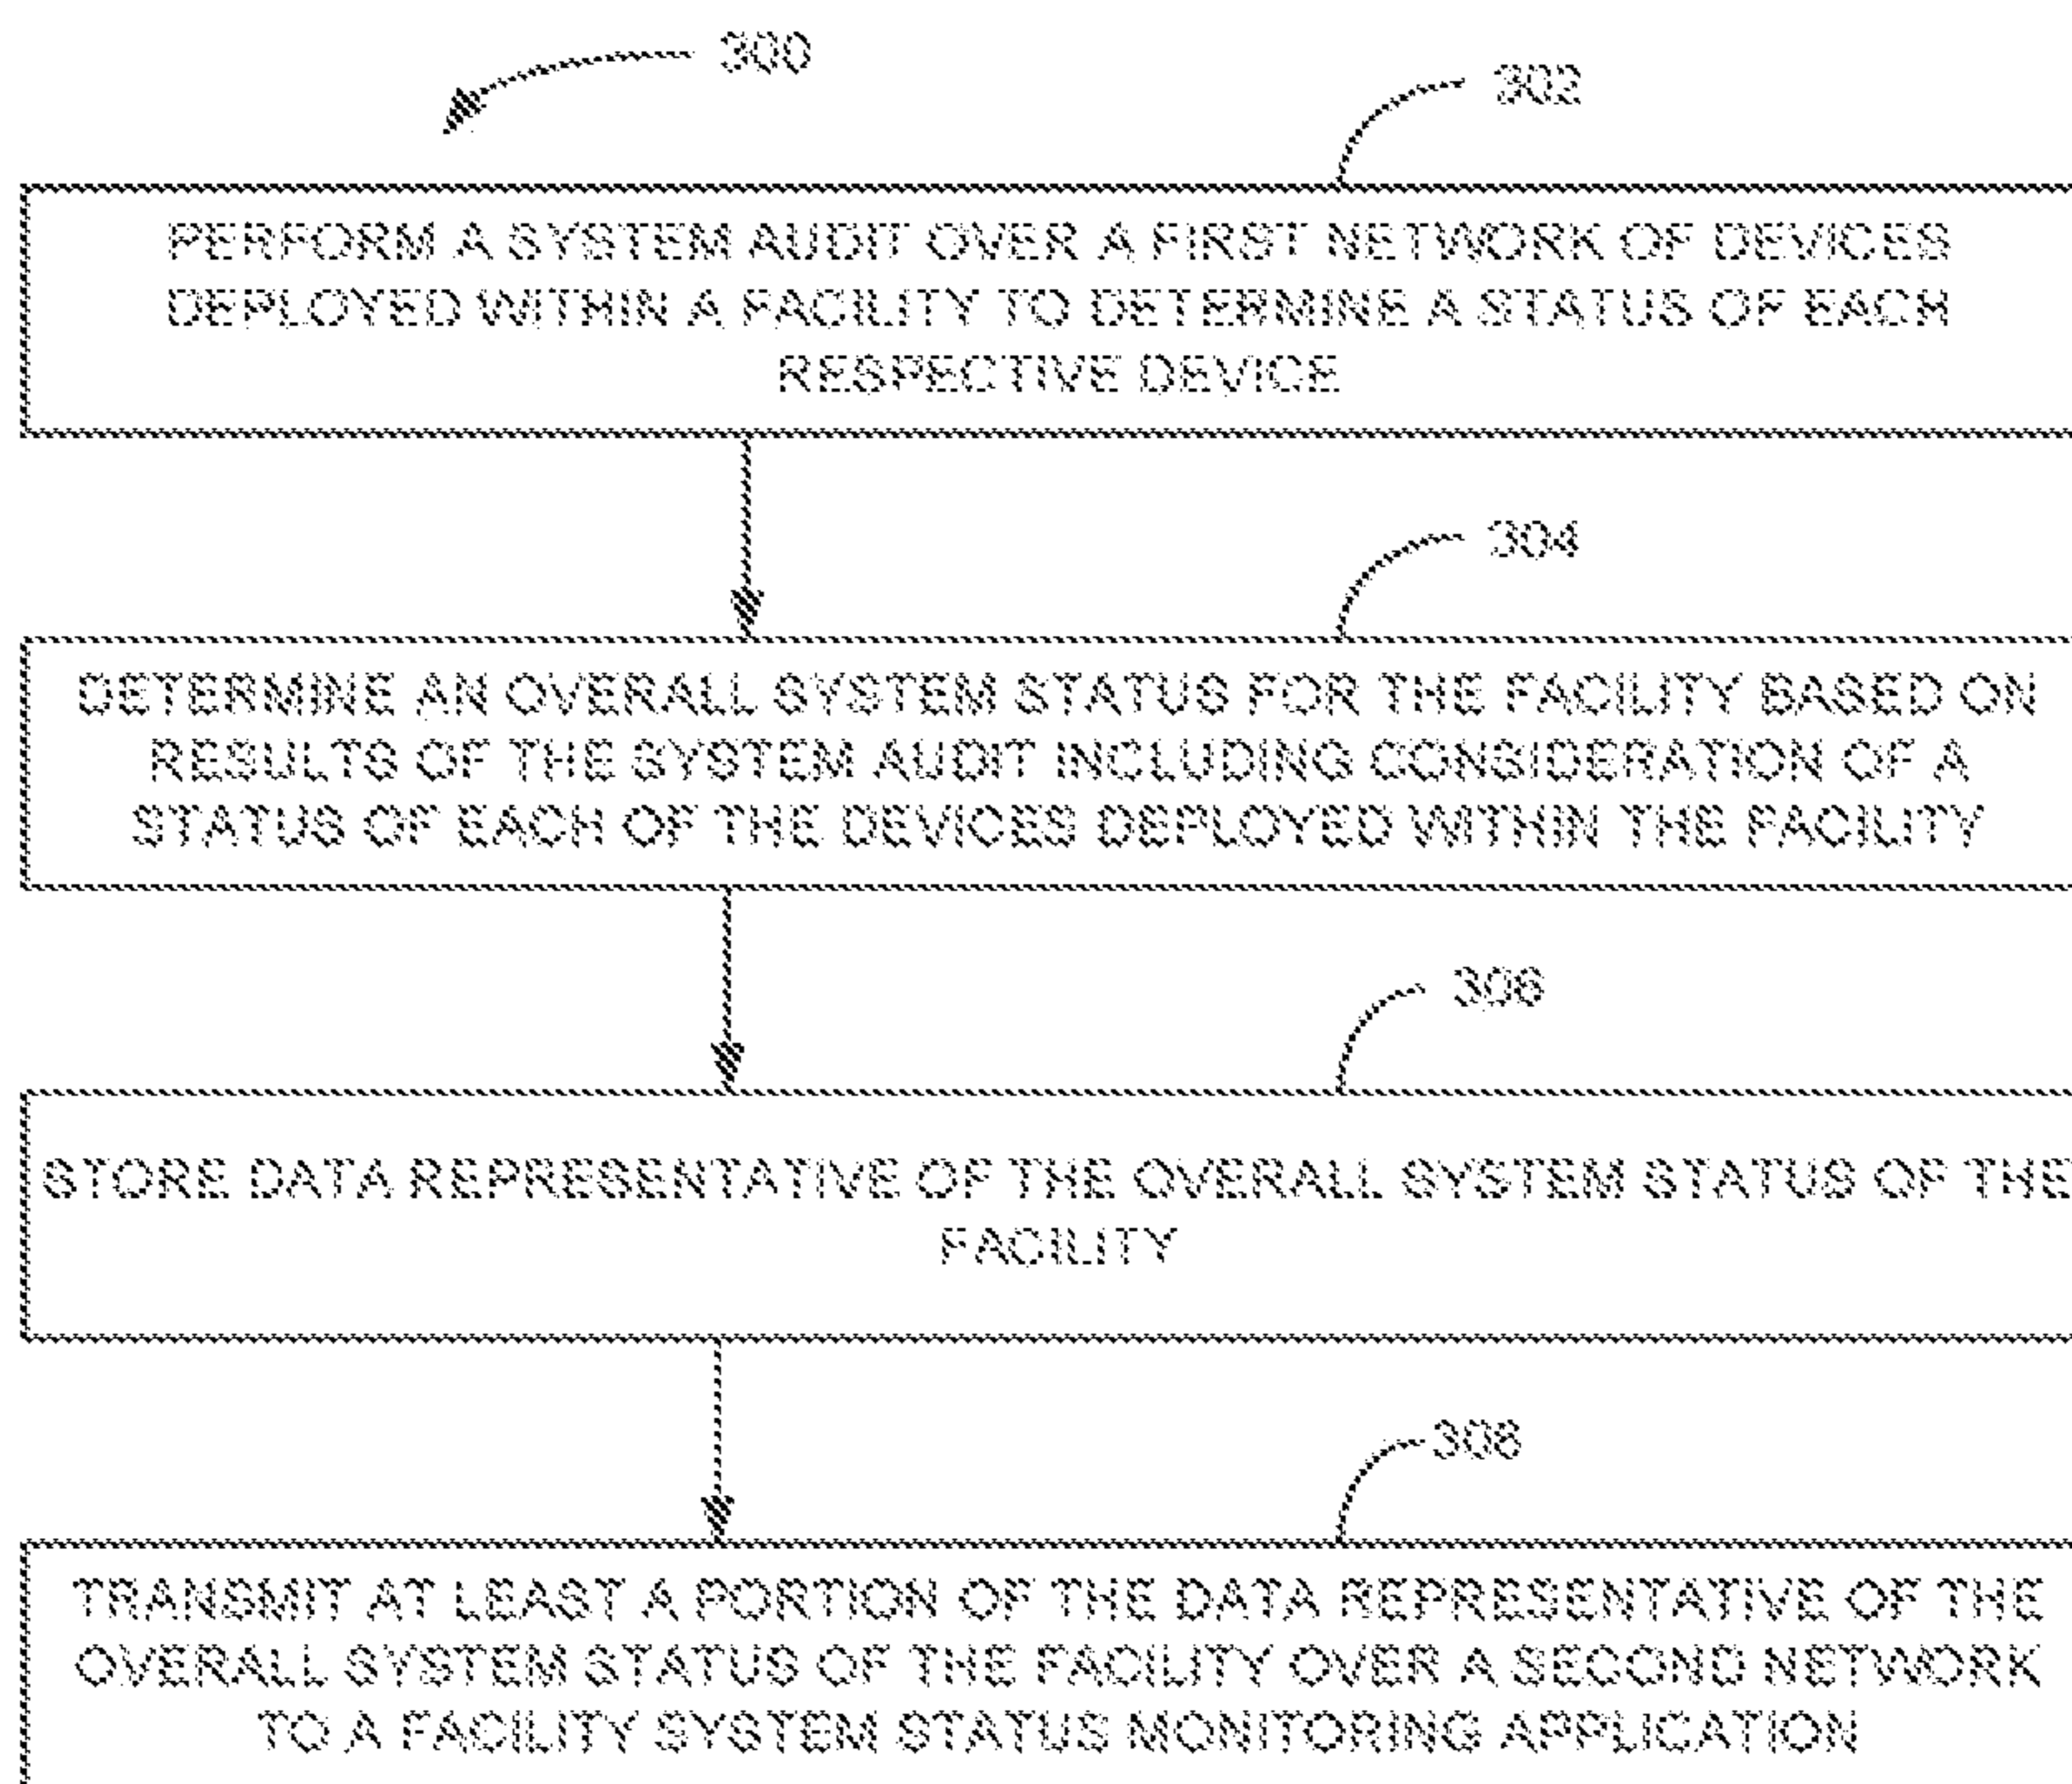 300
302
PERFORM A SYSTEM AUDIT OVER A FIRST NETWORK OF DEVICES
DEPLOYED WITHIN A FACILITY TO DETERMINE A STATUS OF EACH
RESPECTIVE DEVICE
304
DETERMINE AN OVERALL SYSTEM STATUS FOR THE FACILITY BASED ON
RESULTS OF THE SYSTEM AUDIT INCLUDING CONSIDERATION OF A
STATUS OF EACH OF THE DEVICES DEPLOYED WITHIN THE FACILITY
306
STORE DATA REPRESENTATIVE OF THE OVERALL SYSTEM STATUS OF THE
FACILITY
308
TRANSMIT AT LEAST A PORTION OF THE DATA REPRESENTATIVE OF THE
OVERALL SYSTEM STATUS OF THE FACILITY OVER A SECOND NETWORK
TO A FACILITY SYSTEM STATUS MONITORING APPLICATION